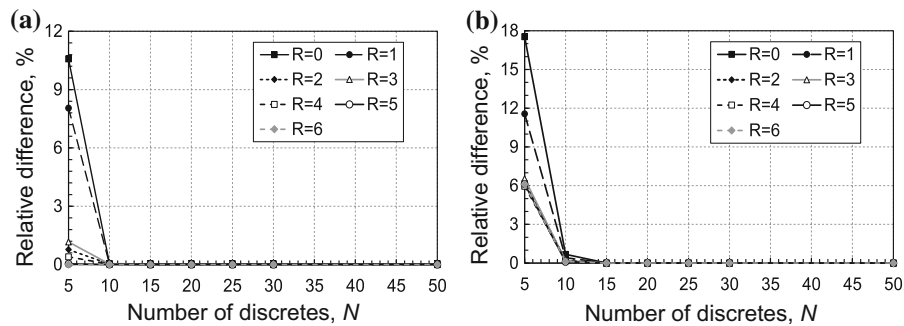 (a)
Relative difference, %
12
9
6
3
0
R=0 R=1
R=2 R=3
R=4 R=5
R=6
5 10 15 20 25 30 35 40 45 50
Number of discretes, N
(b)
Relative difference, %
18
15
12
9
6
3
0
R=0 R=1
R=2 R=3
R=4 R=5
R=6
5 10 15 20 25 30 35 40 45 50
Number of discretes, N